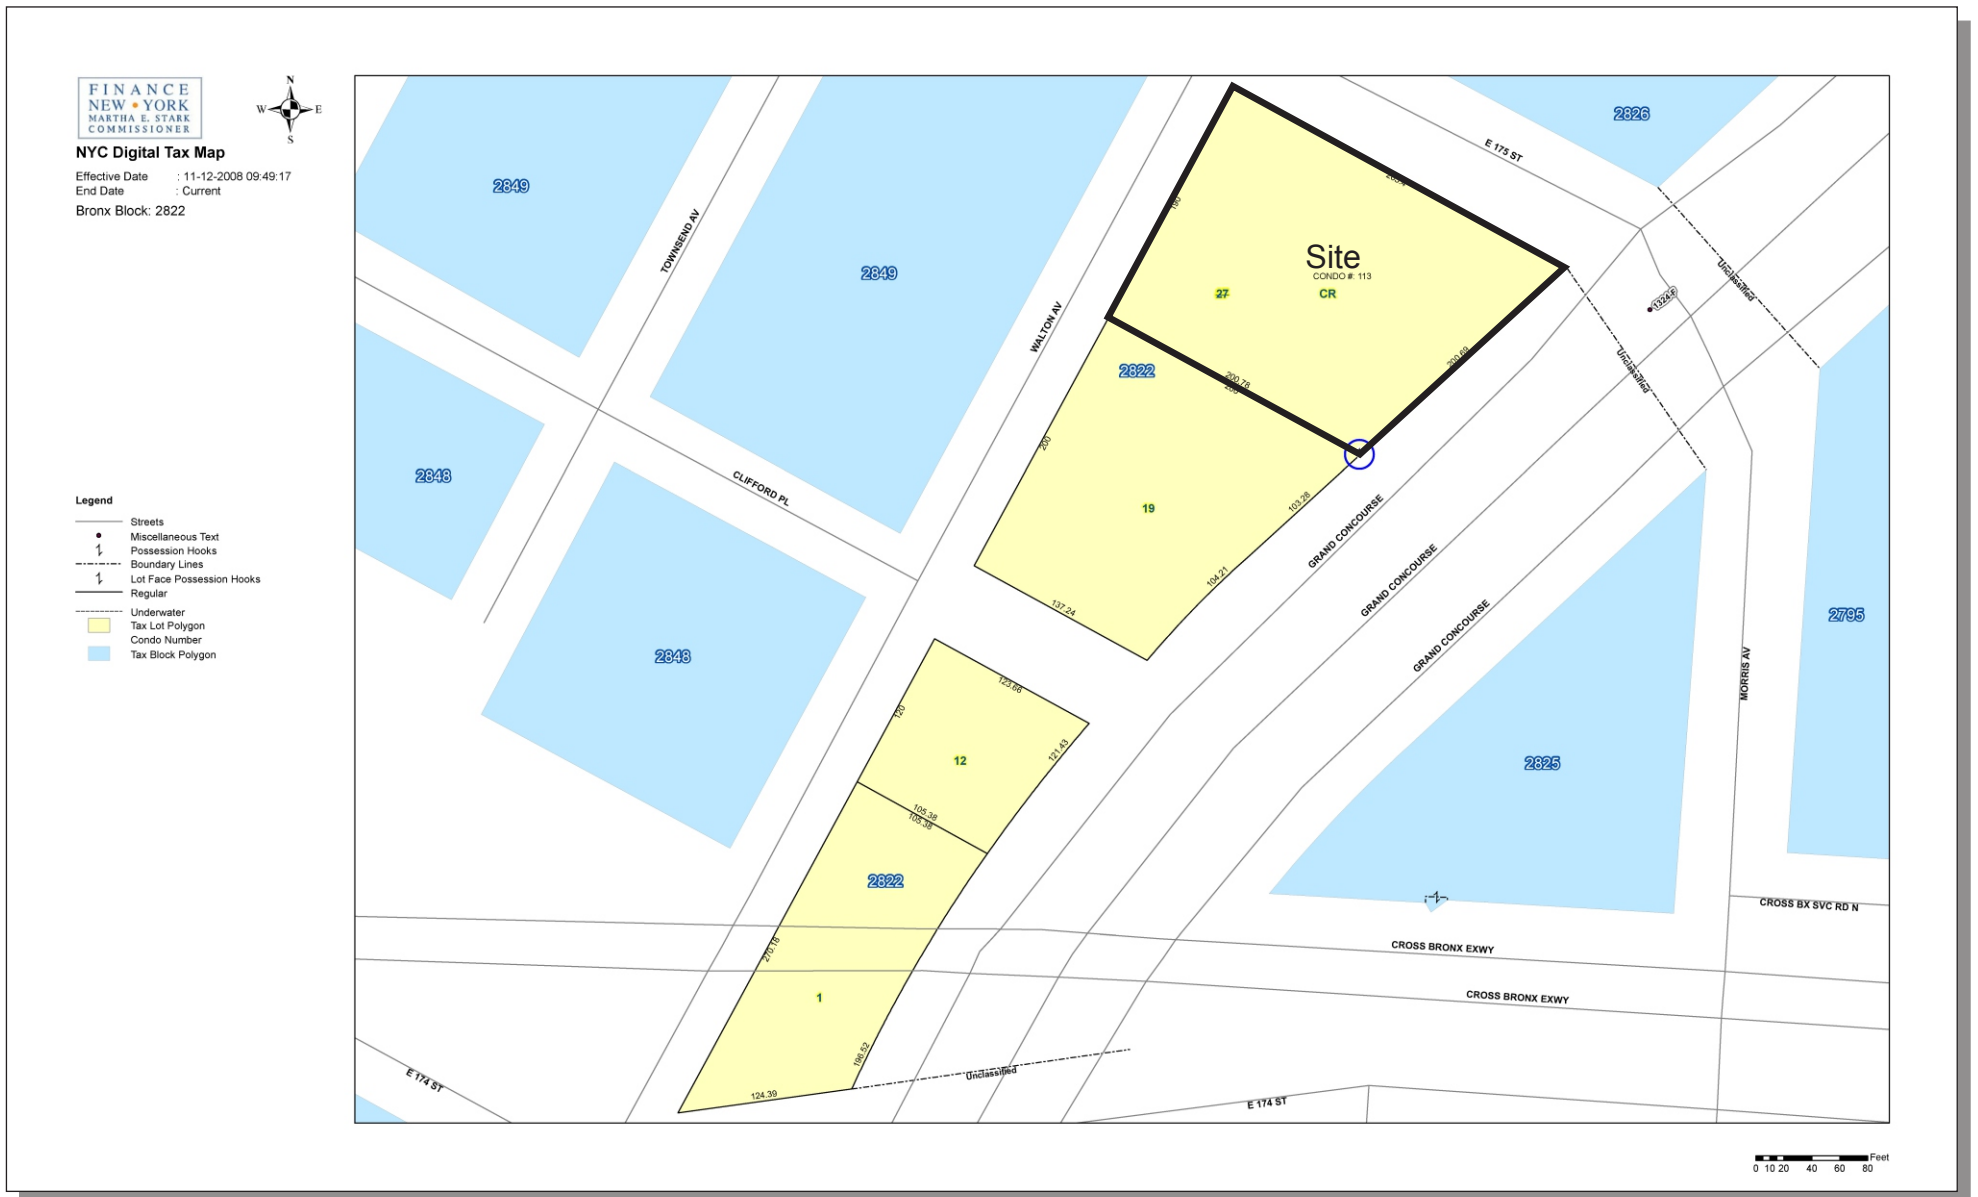 FINANCE
NEW • YORK
MARTHA E. STARK
COMMISSIONER
N
W E
S
NYC Digital Tax Map
Effective Date : 11-12-2008 09:49:17
End Date : Current
Bronx Block: 2822
Legend
Streets
Miscellaneous Text
Possession Hooks
Boundary Lines
Lot Face Possession Hooks
Regular
Underwater
Tax Lot Polygon
Condo Number
Tax Block Polygon
2849
2849
2826
E 175 ST
TOWNSEND AV
190
Site
CONDO #: 113
27
CR
Unclassified
1324-F
WALTON AV
2822
200.78
200.69
Unclassified
200
2848
CLIFFORD PL
19
103.28
GRAND CONCOURSE
104.21
GRAND CONCOURSE
137.24
GRAND CONCOURSE
2795
2848
123.66
MORRIS AV
120
12
121.43
2825
105.38
105.38
2822
CROSS BX SVC RD N
270.18
CROSS BRONX EXWY
1
CROSS BRONX EXWY
196.52
Unclassified
E 174 ST
124.39
E 174 ST
Feet
0 10 20 40 60 80